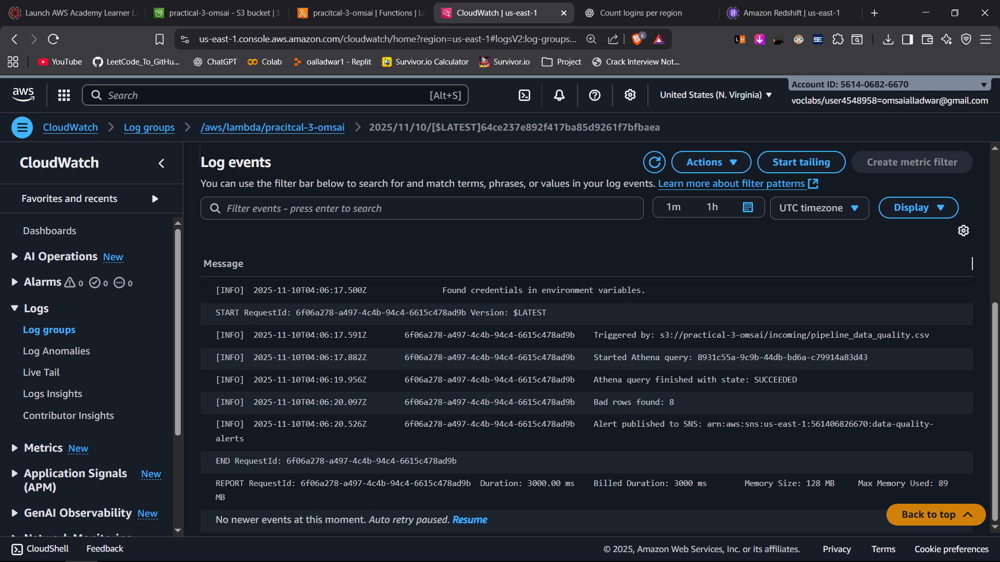 Launch AWS Academy Learner L
practical-3-omsai - S3 bucket | S
pracitcal-3-omsai | Functions | La
CloudWatch | us-east-1
Count logins per region
Amazon Redshift | us-east-1
us-east-1.console.aws.amazon.com/cloudwatch/home?region=us-east-1#logsV2:log-groups...
6
LH
SE
YouTube
LeetCode_To_GitHu...
ChatGPT
Colab
oalladwar1 - Replit
Survivor.io Calculator
Survivor.io
Project
Crack Interview Not...
aws
Search
[Alt+S]
United States (N. Virginia)
Account ID: 5614-0682-6670
voclabs/user4548958=omsaialladwar@gmail.com
CloudWatch
Log groups
/aws/lambda/pracitcal-3-omsai
2025/11/10/[$LATEST]64ce237e892f417ba85d9261f7bfbaea
CloudWatch
Favorites and recents
Dashboards
AI Operations New
Alarms 0 0 0
Logs
Log groups
Log Anomalies
Live Tail
Logs Insights
Contributor Insights
Metrics New
Application Signals New
(APM)
GenAI Observability New
Network Monitoring
Log events
Actions
Start tailing
Create metric filter
You can use the filter bar below to search for and match terms, phrases, or values in your log events. Learn more about filter patterns
Filter events - press enter to search
1m
1h
UTC timezone
Display
Message
[INFO] 2025-11-10T04:06:17.500Z Found credentials in environment variables.
START RequestId: 6f06a278-a497-4c4b-94c4-6615c478ad9b Version: $LATEST
[INFO] 2025-11-10T04:06:17.591Z 6f06a278-a497-4c4b-94c4-6615c478ad9b Triggered by: s3://practical-3-omsai/incoming/pipeline_data_quality.csv
[INFO] 2025-11-10T04:06:17.882Z 6f06a278-a497-4c4b-94c4-6615c478ad9b Started Athena query: 8931c55a-9c9b-44db-bd6a-c79914a83d43
[INFO] 2025-11-10T04:06:19.956Z 6f06a278-a497-4c4b-94c4-6615c478ad9b Athena query finished with state: SUCCEEDED
[INFO] 2025-11-10T04:06:20.097Z 6f06a278-a497-4c4b-94c4-6615c478ad9b Bad rows found: 8
[INFO] 2025-11-10T04:06:20.526Z 6f06a278-a497-4c4b-94c4-6615c478ad9b Alert published to SNS: arn:aws:sns:us-east-1:561406826670:data-quality-
alerts
END RequestId: 6f06a278-a497-4c4b-94c4-6615c478ad9b
REPORT RequestId: 6f06a278-a497-4c4b-94c4-6615c478ad9b Duration: 3000.00 ms Billed Duration: 3000 ms Memory Size: 128 MB Max Memory Used: 89
MB
No newer events at this moment. Auto retry paused. Resume
Back to top
CloudShell
Feedback
© 2025, Amazon Web Services, Inc. or its affiliates.
Privacy
Terms
Cookie preferences